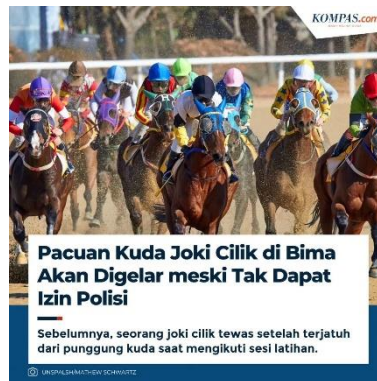 KOMPAS.com
Pacuan Kuda Joki Cilik di Bima
Akan Digelar meski Tak Dapat
Izin Polisi
Sebelumnya, seorang joki cilik tewas setelah terjatuh
dari punggung kuda saat mengikuti sesi latihan.
UNSPALSH/MATHEW SCHWARTZ